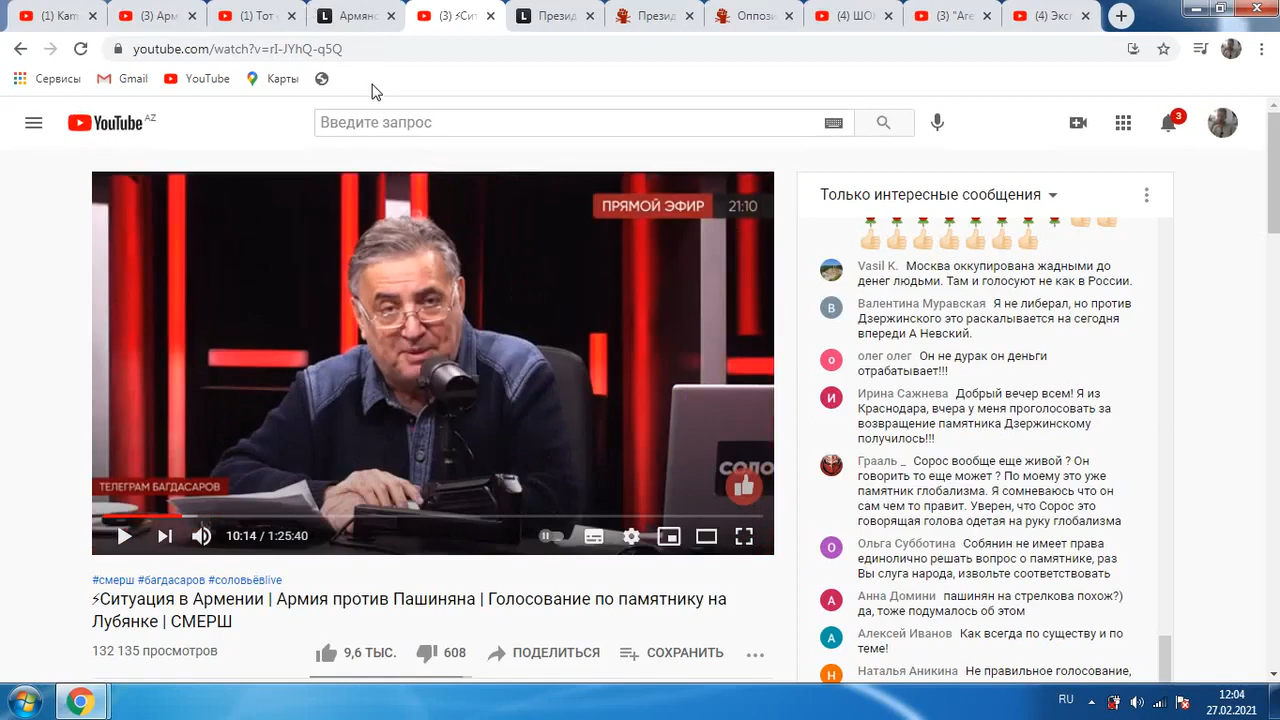 (1) Кат
(3) Арм
(1) Тот
Армянс
(3) ⚡Сит
Прези
Презид
Оппоз
(4) ШО
(3) "Аге
(4) Эксп
youtube.com/watch?v=rI-JYhQ-q5Q
Сервисы Gmail YouTube Карты
YouTube AZ
Введите запрос
3
ПРЯМОЙ ЭФИР 21:10
СОЛО
ТЕЛЕГРАМ БАГДАСАРОВ
10:14 / 1:25:40
#смерш #багдасаров #соловьёвlive
⚡Ситуация в Армении | Армия против Пашиняна | Голосование по памятнику на
Лубянке | СМЕРШ
132 135 просмотров
9,6 ТЫС. 608 ПОДЕЛИТЬСЯ СОХРАНИТЬ
Только интересные сообщения
Vasil K. Москва оккупирована жадными до
денег людьми. Там и голосуют не как в России.
В
Валентина Муравская Я не либерал, но против
Дзержинского это раскалывается на сегодня
впереди А Невский.
о
олег олег Он не дурак он деньги
отрабатывает!!!
И
Ирина Сажнева Добрый вечер всем! Я из
Краснодара, вчера у меня проголосовать за
возвращение памятника Дзержинскому
получилось!!!
Грааль _ Сорос вообще еще живой ? Он
говорить то еще может ? По моему это уже
памятник глобализма. Я сомневаюсь что он
сам чем то правит. Уверен, что Сорос это
говорящая голова одетая на руку глобализма
О
Ольга Субботина Собянин не имеет права
единолично решать вопрос о памятнике, раз
Вы слуга народа, извольте соответствовать
А
Анна Домини пашинян на стрелкова похож?)
да, тоже подумалось об этом
А
Алексей Иванов Как всегда по существу и по
теме!
Н
Наталья Аникина Не правильное голосование,
RU
12:04
27.02.2021